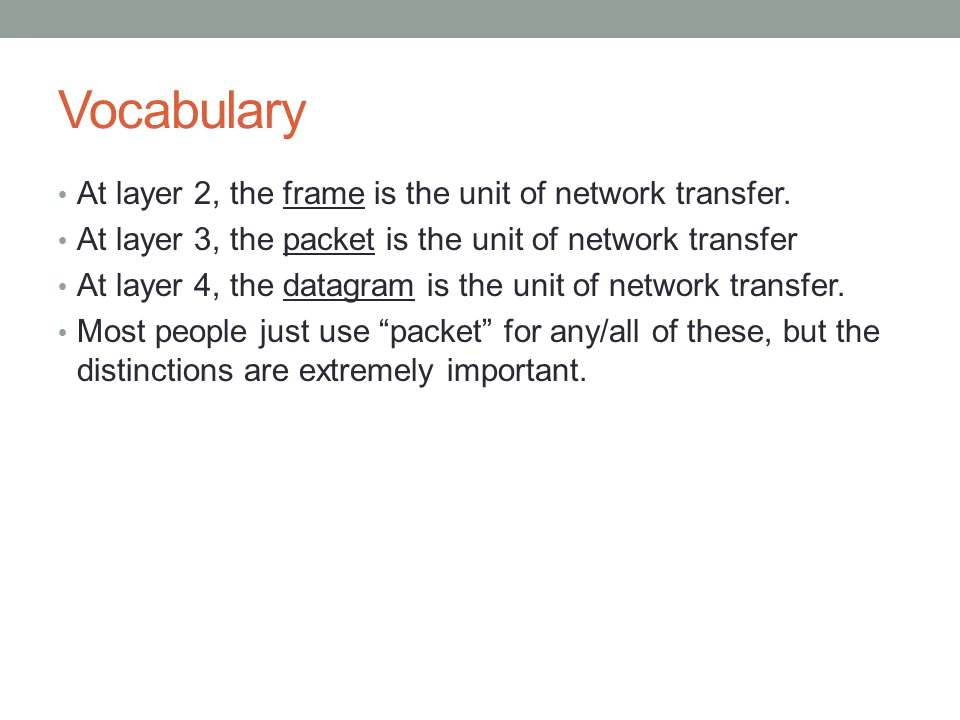 Vocabulary
• At layer 2, the frame is the unit of network transfer.
• At layer 3, the packet is the unit of network transfer
• At layer 4, the datagram is the unit of network transfer.
• Most people just use “packet” for any/all of these, but the
distinctions are extremely important.